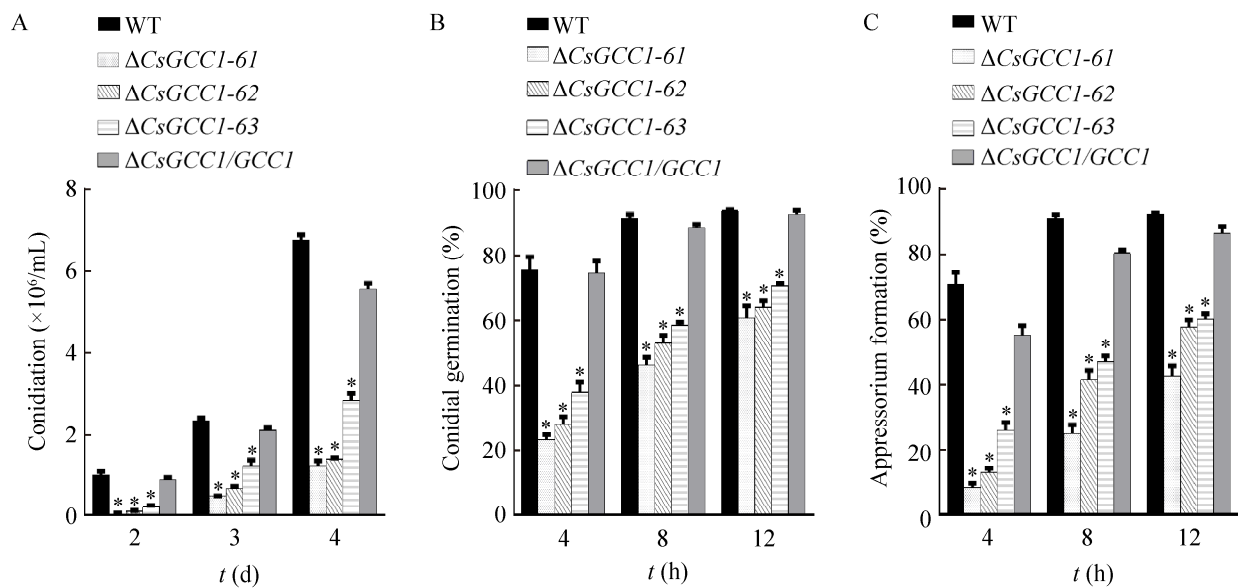 A
WT
ΔCsGCC1-61
ΔCsGCC1-62
ΔCsGCC1-63
ΔCsGCC1/GCC1
Conidiation (×10⁶/mL)
8
6
4
2
0
* * *
* * *
* * *
2 3 4
t (d)
B
WT
ΔCsGCC1-61
ΔCsGCC1-62
ΔCsGCC1-63
ΔCsGCC1/GCC1
Conidial germination (%)
100
80
60
40
20
0
* * *
* * *
* * *
4 8 12
t (h)
C
WT
ΔCsGCC1-61
ΔCsGCC1-62
ΔCsGCC1-63
ΔCsGCC1/GCC1
Appressorium formation (%)
100
80
60
40
20
0
* * *
* * *
* * *
4 8 12
t (h)